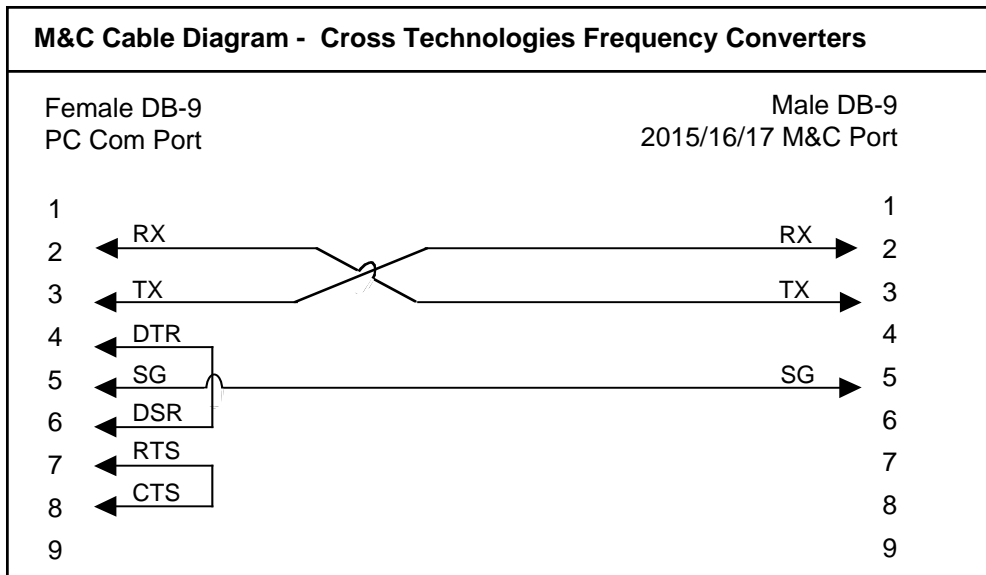 M&C Cable Diagram -  Cross Technologies Frequency Converters
Female DB-9
PC Com Port
Male DB-9
2015/16/17 M&C Port
1 1
2 RX RX 2
3 TX TX 3
4 DTR 4
5 SG SG 5
6 DSR 6
7 RTS 7
8 CTS 8
9 9